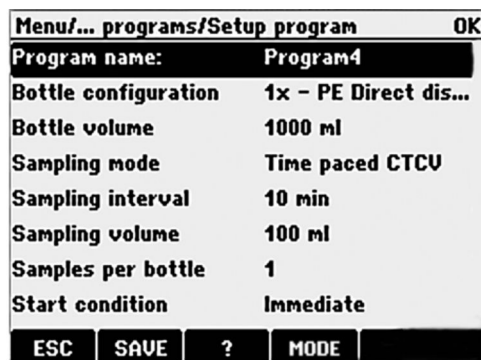 Menu/... programs/Setup program OK
Program name: Program4
Bottle configuration 1x - PE Direct dis...
Bottle volume 1000 ml
Sampling mode Time paced CTCV
Sampling interval 10 min
Sampling volume 100 ml
Samples per bottle 1
Start condition Immediate
ESC SAVE ? MODE